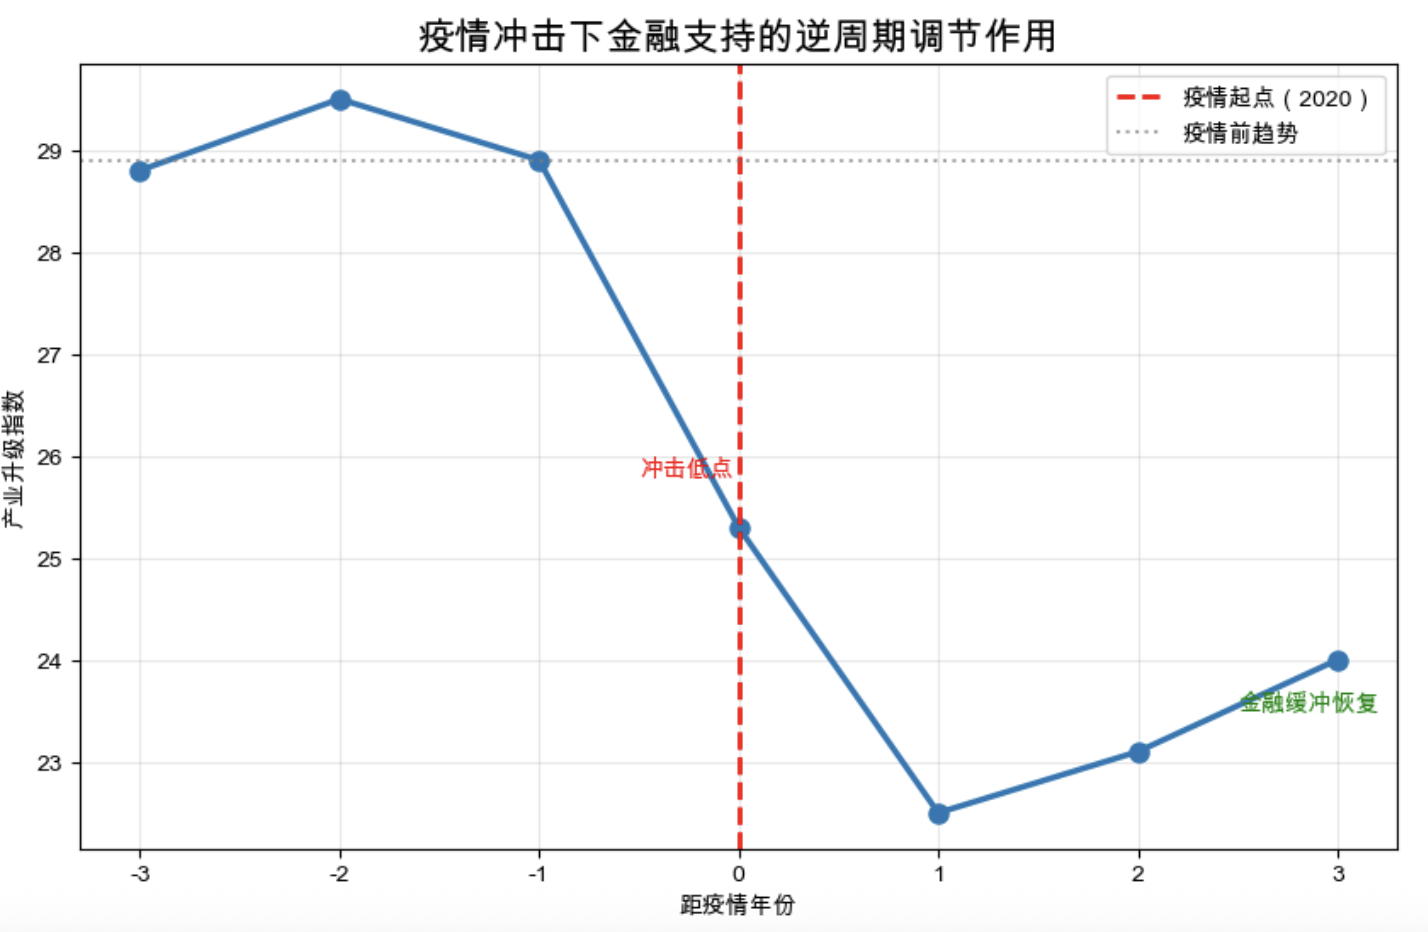 疫情冲击下金融支持的逆周期调节作用
疫情起点（2020）
疫情前趋势
29
28
27
26
25
24
23
产业升级指数
冲击低点
金融缓冲恢复
-3 -2 -1 0 1 2 3
距疫情年份